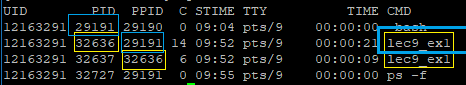 UID PID PPID C STIME TTY TIME CMD
12163291 29191 29190 0 09:04 pts/9 00:00:00 -bash
12163291 32636 29191 14 09:52 pts/9 00:00:21 lec9_ex1
12163291 32637 32636 6 09:52 pts/9 00:00:09 lec9_ex1
12163291 32727 29191 0 09:55 pts/9 00:00:00 ps -f